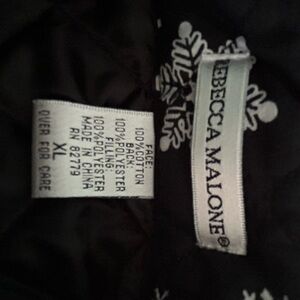 REBECCA MALONE®
FACE:
100%COTTON
BACK:
100%POLYESTER
FILLING:
100%POLYESTER
MADE IN CHINA
RN 82779
XL
OVER FOR CARE